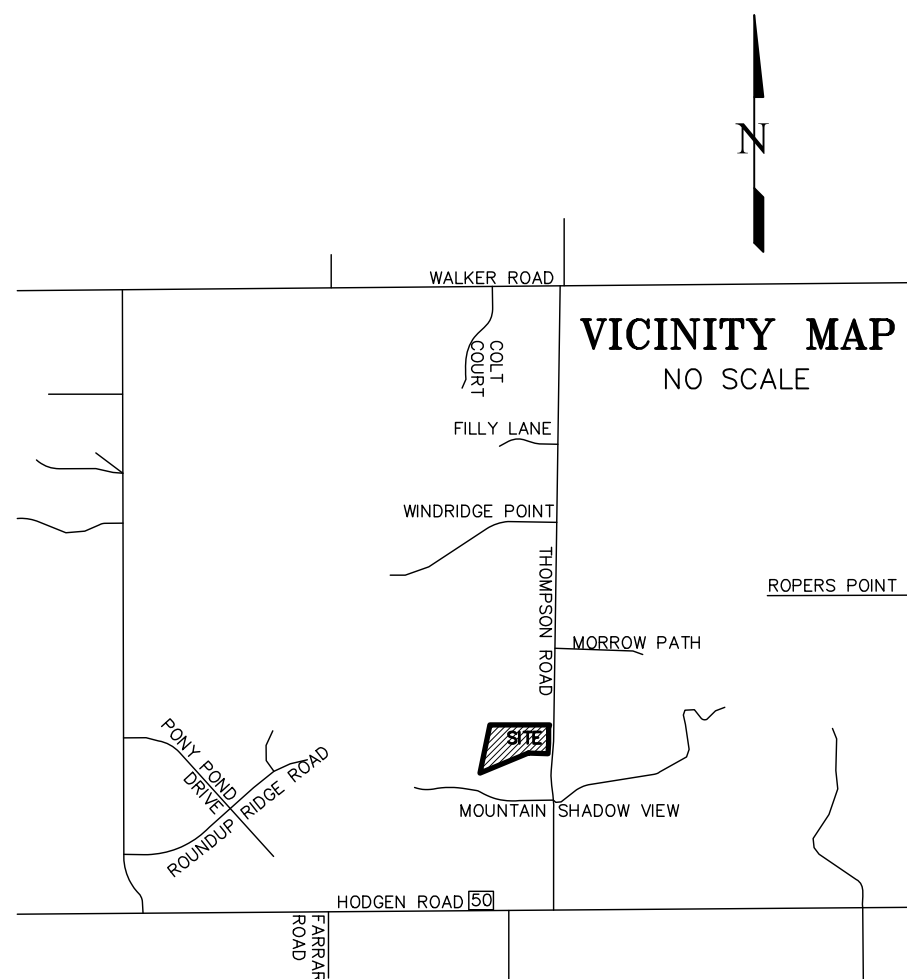 N
WALKER ROAD
VICINITY MAP
NO SCALE
COLT
COURT
FILLY LANE
WINDRIDGE POINT
THOMPSON ROAD
ROPERS POINT
MORROW PATH
SITE
PONY POND
DRIVE
ROUNDUP RIDGE ROAD
MOUNTAIN SHADOW VIEW
HODGEN ROAD 50
FARRAR
ROAD